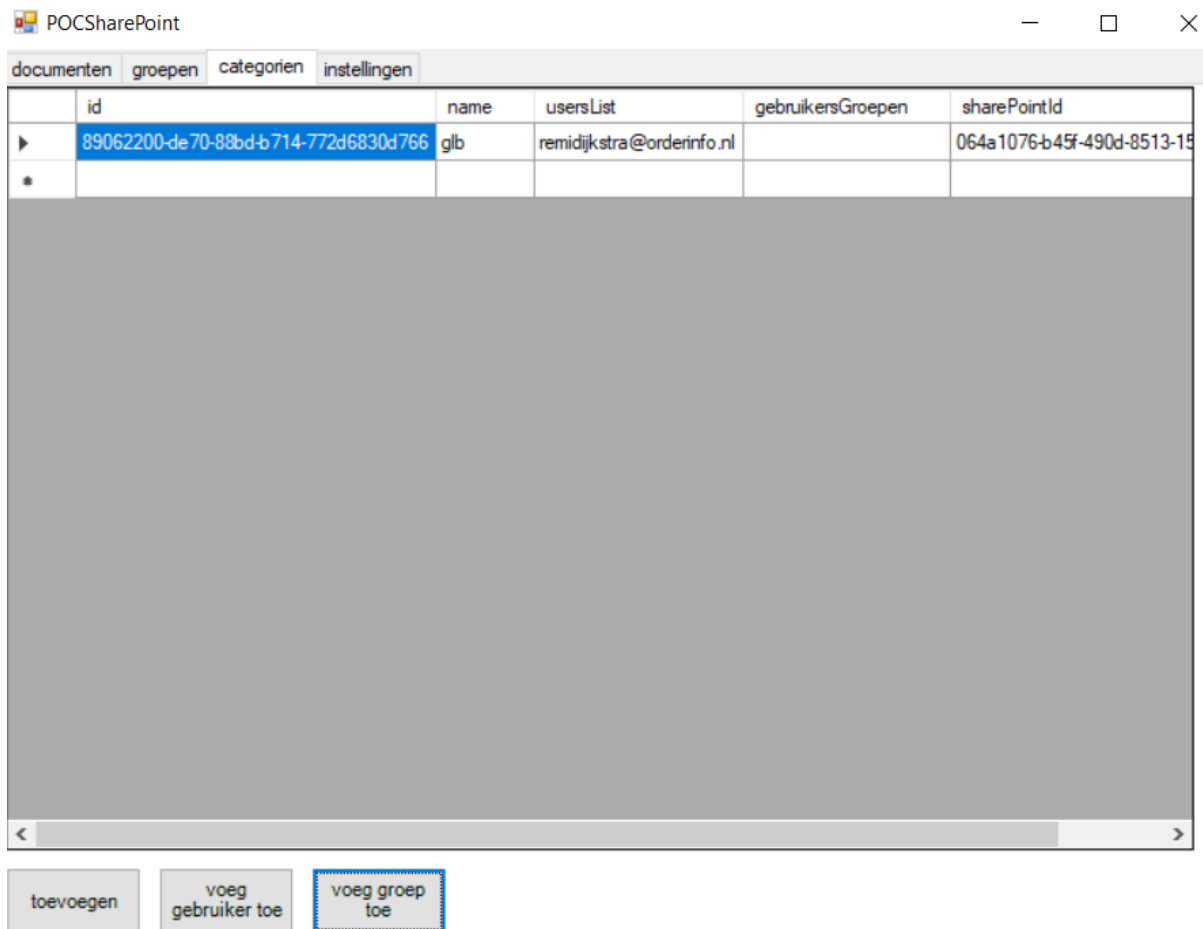 POCSharePoint
documenten groepen categorien instellingen
id name usersList gebruikersGroepen sharePointId
89062200-de70-88bd-b714-772d6830d766 glb remidijkstra@orderinfo.nl 064a1076-b45f-490d-8513-15
toevoegen
voeg
gebruiker toe
voeg groep
toe